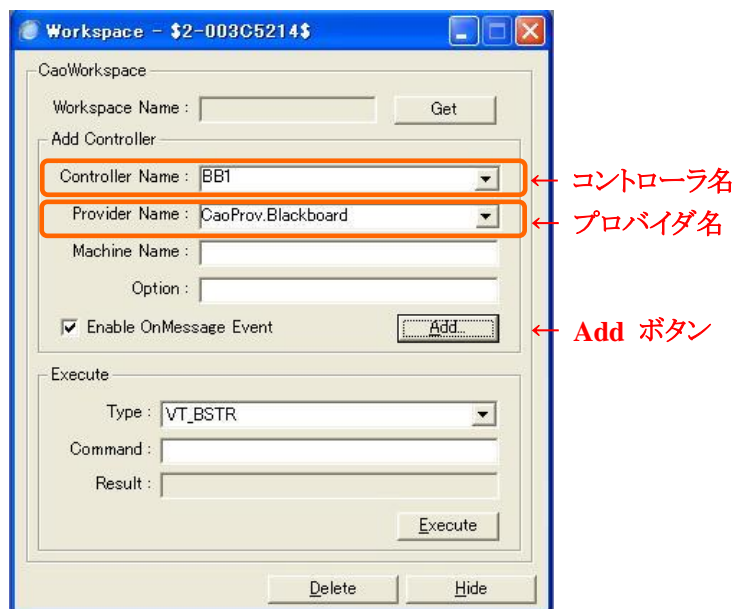 Workspace - $2-003C5214$
CaoWorkspace
Workspace Name : Get
Add Controller
Controller Name : BB1 ← コントローラ名
Provider Name : CaoProv.Blackboard ← プロバイダ名
Machine Name :
Option :
Enable OnMessage Event Add... ← Add ボタン
Execute
Type : VT_BSTR
Command :
Result :
Execute
Delete Hide